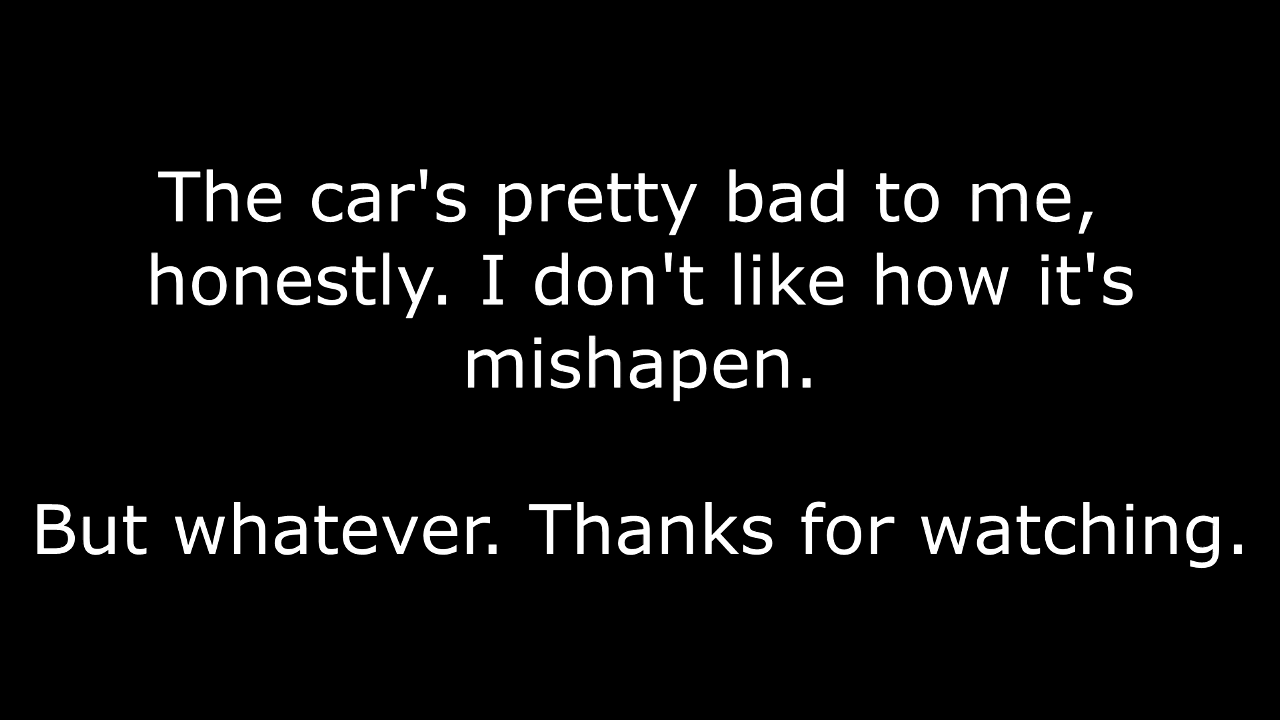 The car's pretty bad to me,
honestly. I don't like how it's
mishapen.
But whatever. Thanks for watching.